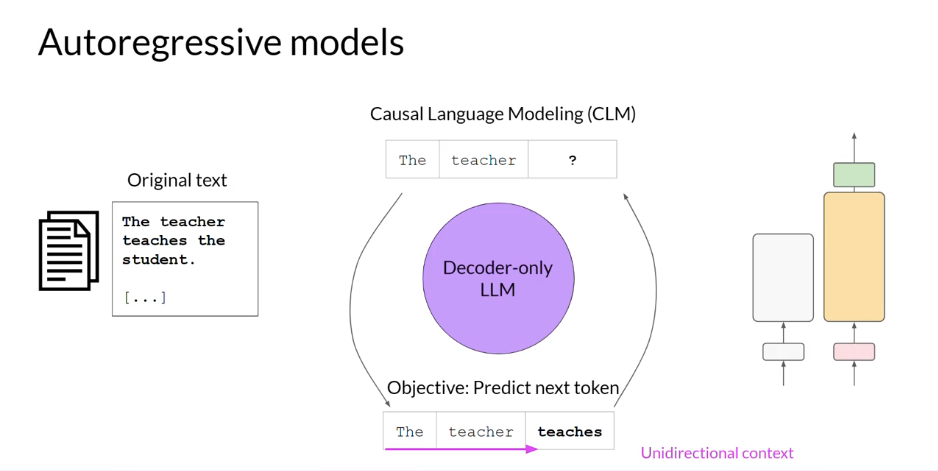 Autoregressive models
Causal Language Modeling (CLM)
The teacher ?
Original text
The teacher
teaches the
student.
[...]
Decoder-only
LLM
Objective: Predict next token
The teacher teaches
Unidirectional context